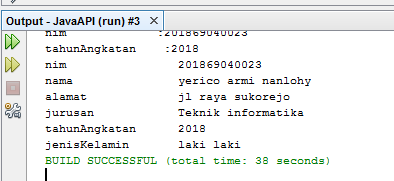 Output - JavaAPI (run) #3
nim :201869040023
tahunAngkatan :2018
nim 201869040023
nama yerico armi nanlohy
alamat jl raya sukorejo
jurusan Teknik informatika
tahunAngkatan 2018
jenisKelamin laki laki
BUILD SUCCESSFUL (total time: 38 seconds)